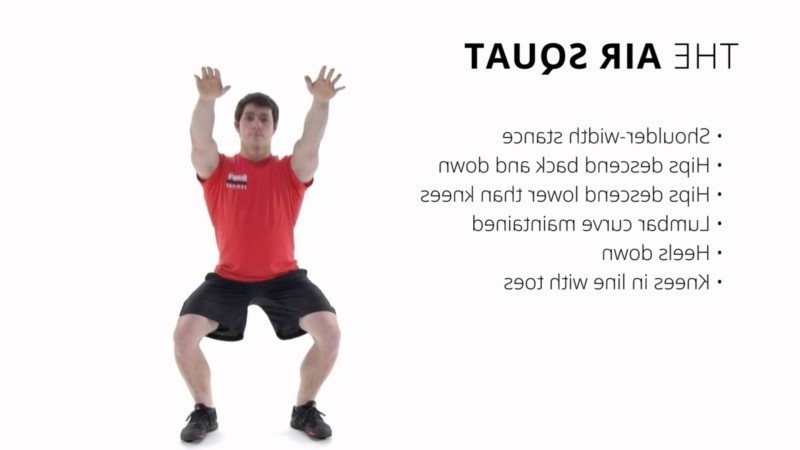 THE AIR SQUAT
• Shoulder-width stance
• Hips descend back and down
• Hips descend lower than knees
• Lumbar curve maintained
• Heels down
• Knees in line with toes